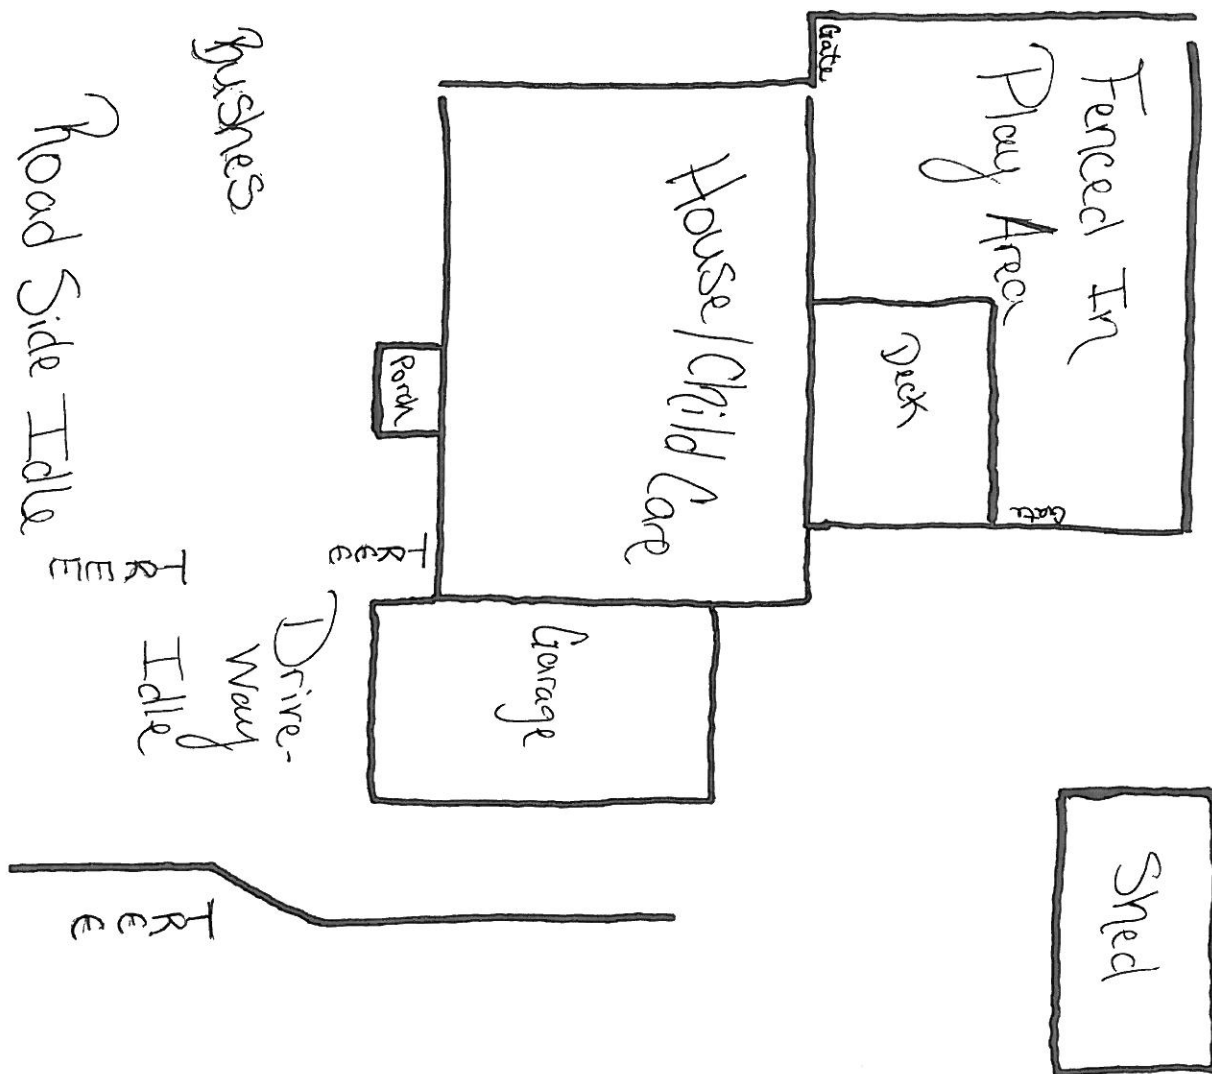 Fenced In
Play Area
Gate
Gate
Deck
House/Child Care
Porch
Garage
Shed
TREE
Bushes
Drive-
Way
Idle
TREE
TREE
Road Side Idle